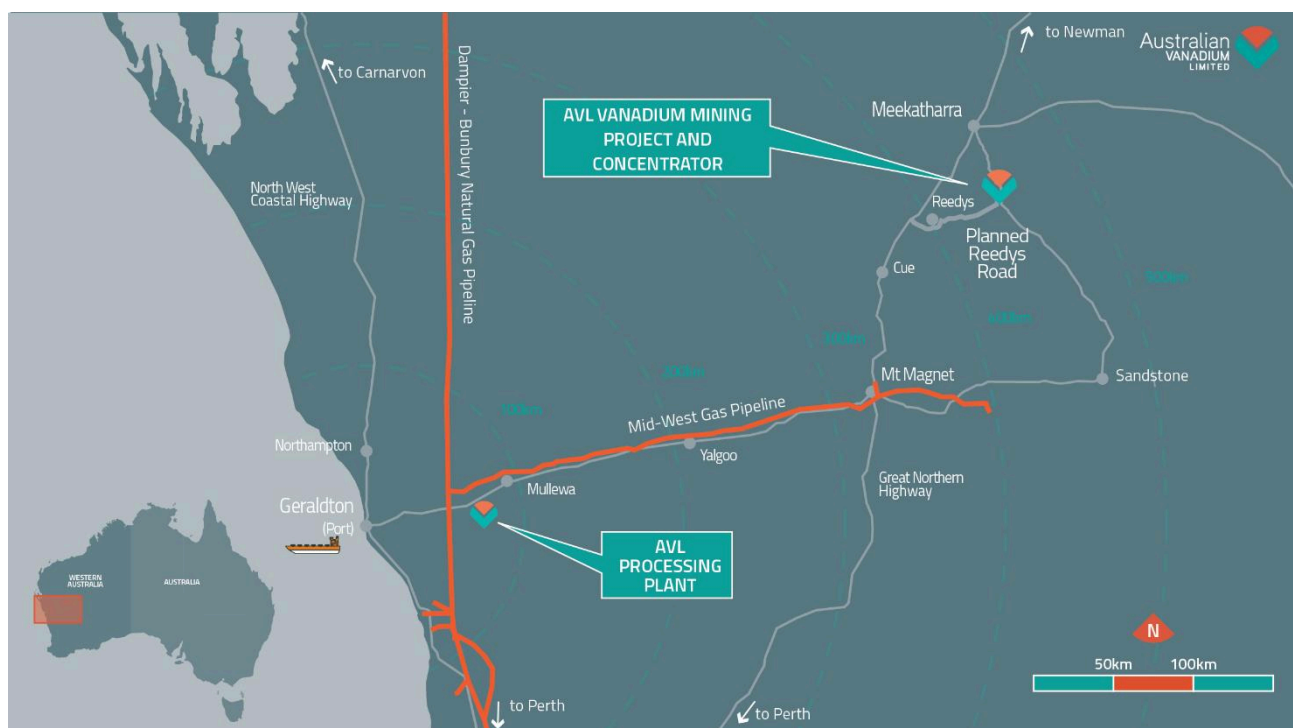 to Newman
Australian
VANADIUM
LIMITED
to Carnarvon
Dampier - Bunbury Natural Gas Pipeline
AVL VANADIUM MINING
PROJECT AND
CONCENTRATOR
Meekatharra
North West
Coastal Highway
Reedys
Planned
Reedys
Road
Cue
500km
400km
300km
200km
100km
Mt Magnet
Sandstone
Mid-West Gas Pipeline
Northampton
Yalgoo
Mullewa
Great Northern
Highway
Geraldton
(Port)
AVL
PROCESSING
PLANT
WESTERN
AUSTRALIA
AUSTRALIA
N
50km
100km
to Perth
to Perth